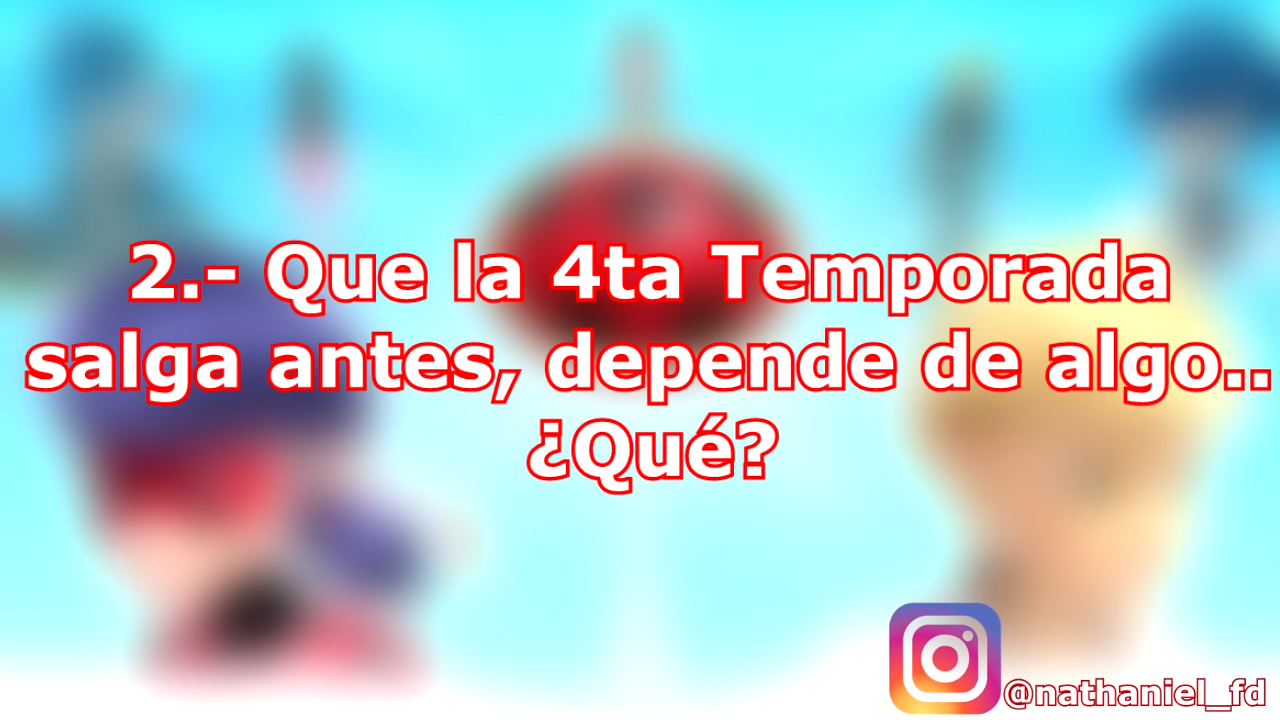 2.- Que la 4ta Temporada
salga antes, depende de algo..
¿Qué?
@nathaniel_fd